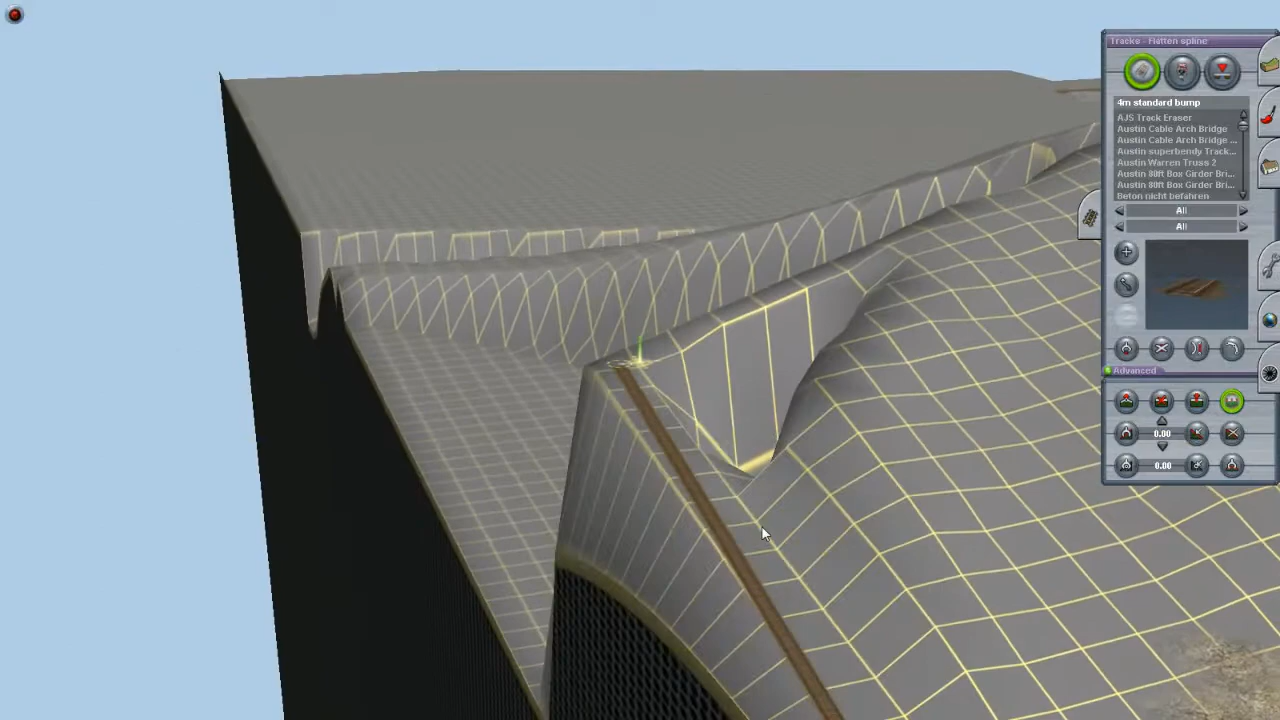 Tracks - Flatten spline
4m standard bump
AJS Track Eraser
Austin Cable Arch Bridge
Austin Cable Arch Bridge ...
Austin superbendy Track...
Austin Warren Truss 2
Austin 80ft Box Girder Bri...
Austin 80ft Box Girder Bri...
Beton nicht befahren
All
All
Advanced
0.00
0.00